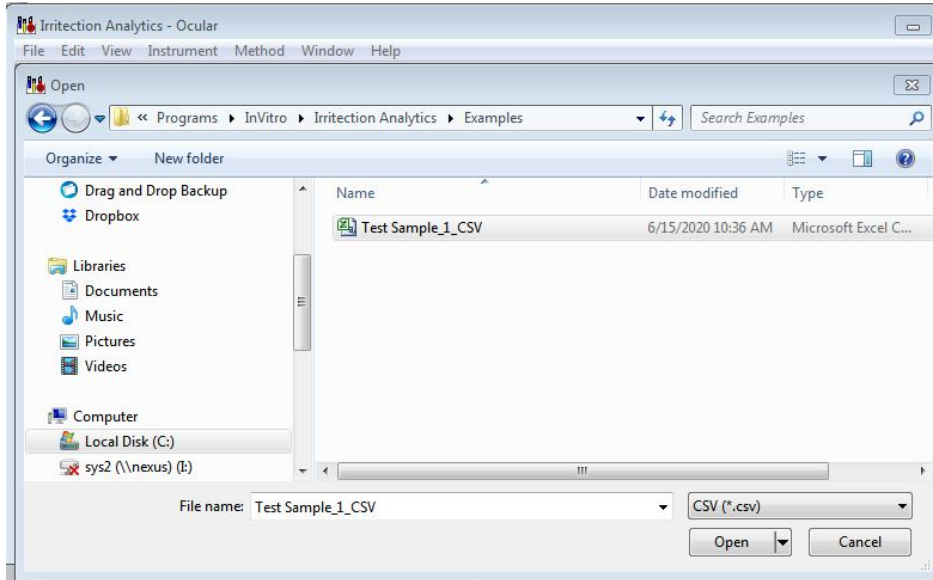 Irritection Analytics - Ocular
File Edit View Instrument Method Window Help
Open
« Programs InVitro Irritection Analytics Examples
Search Examples
Organize New folder
Name Date modified Type
Test Sample_1_CSV 6/15/2020 10:36 AM Microsoft Excel C...
Drag and Drop Backup
Dropbox
Libraries
Documents
Music
Pictures
Videos
Computer
Local Disk (C:)
sys2 (\\nexus) (I:)
File name: Test Sample_1_CSV CSV (*.csv)
Open Cancel